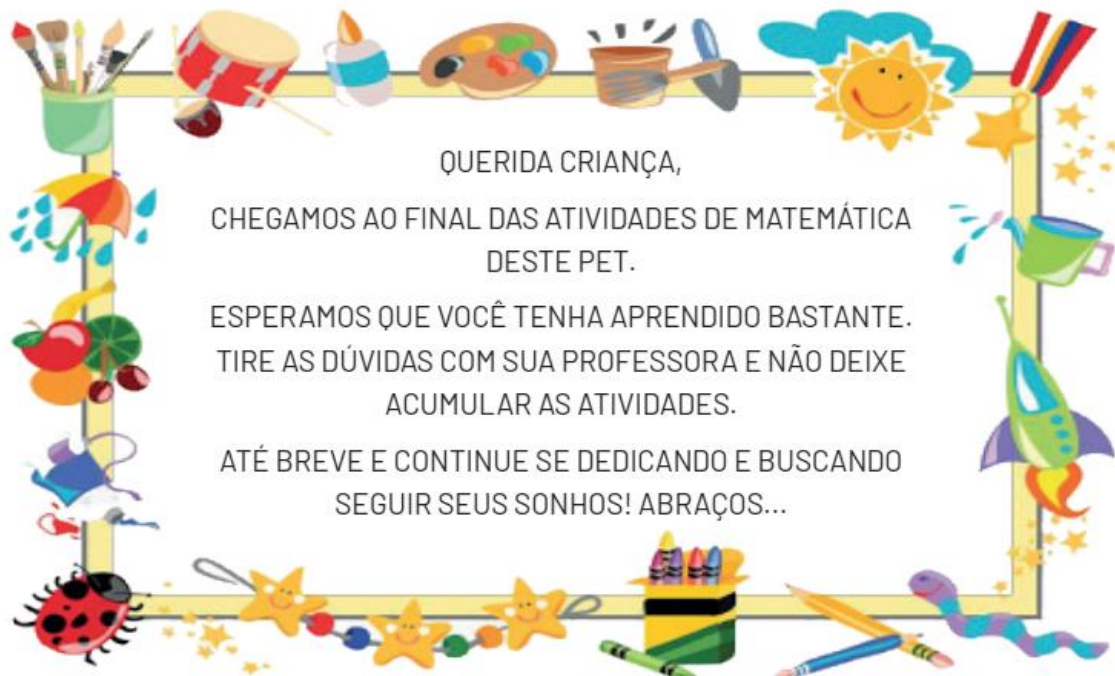 QUERIDA CRIANÇA,
CHEGAMOS AO FINAL DAS ATIVIDADES DE MATEMÁTICA
DESTE PET.
ESPERAMOS QUE VOCÊ TENHA APRENDIDO BASTANTE.
TIRE AS DÚVIDAS COM SUA PROFESSORA E NÃO DEIXE
ACUMULAR AS ATIVIDADES.
ATÉ BREVE E CONTINUE SE DEDICANDO E BUSCANDO
SEGUIR SEUS SONHOS! ABRAÇOS...